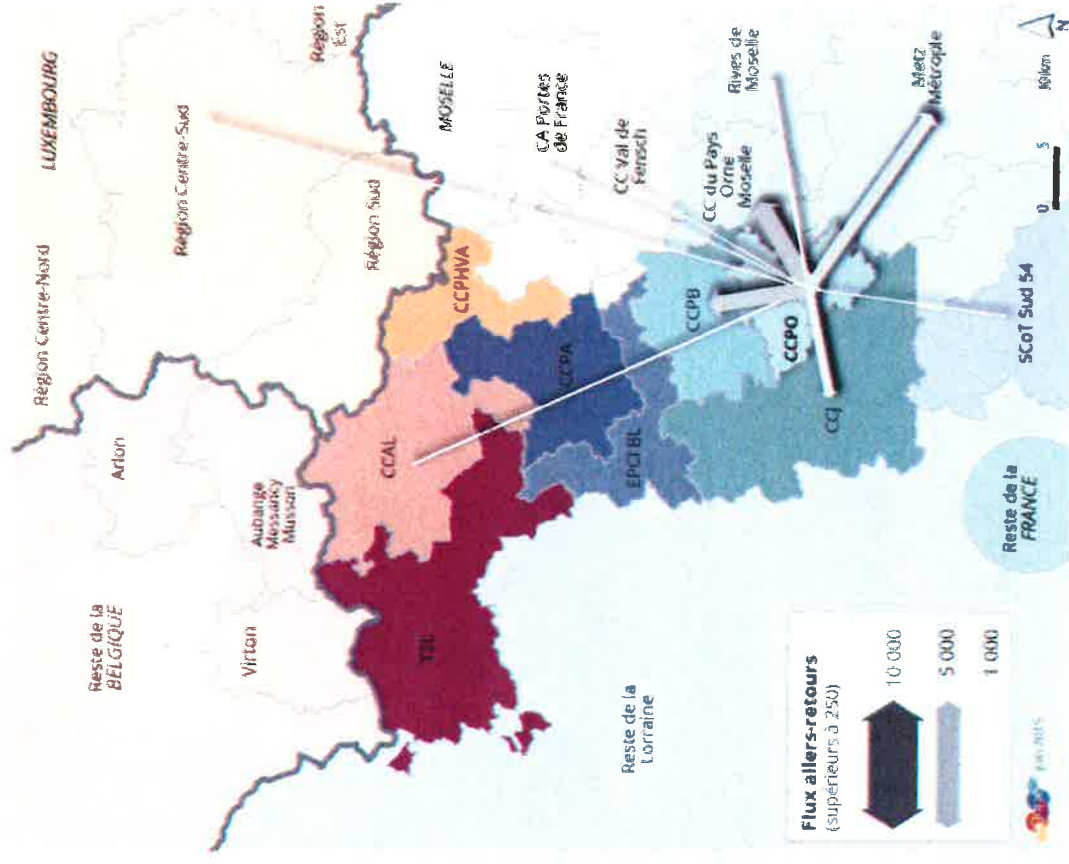 LUXEMBOURG
Région Centre-Nord
Région Centre-Sud
Région
Est
Région Sud
Reste de la
BELGIQUE
Arlon
Aubange
Messancy
Musson
Virton
MOSELLE
CA Portes
de France
CC Val de
Fensch
CC du Pays
Orne
Moselle
Rives de
Moselle
Metz
Métropole
CCPHVA
CCAL
CCPA
T2L
EPCI BL
CCPB
CCPO
CCJ
SCoT Sud 54
Reste de la
FRANCE
Reste de la
Lorraine
Flux allers-retours
(supérieurs à 250)
10 000
5 000
1 000
juin 2015
0 5 10km
N